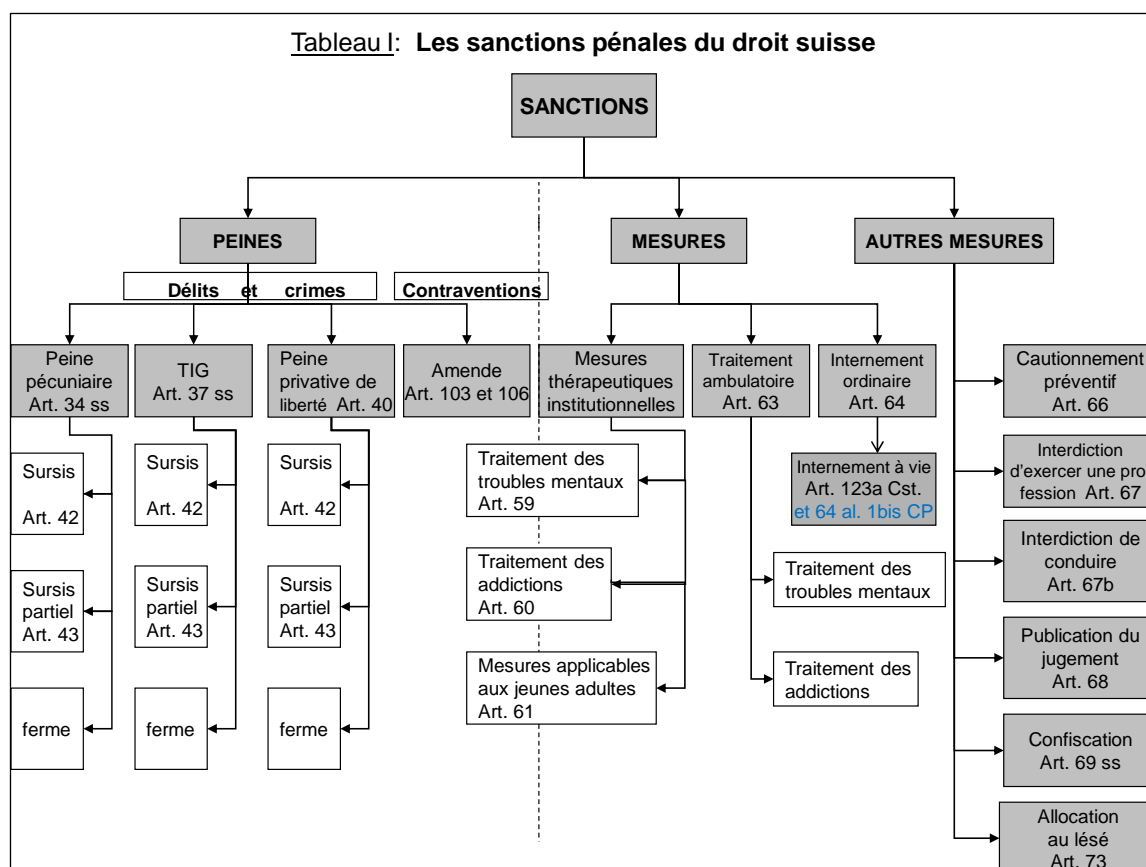 Tableau I: Les sanctions pénales du droit suisse
SANCTIONS
PEINES
MESURES
AUTRES MESURES
Délits et crimes
Contraventions
Peine
pécuniaire
Art. 34 ss
TIG
Art. 37 ss
Peine
privative de
liberté Art. 40
Amende
Art. 103 et 106
Mesures
thérapeutiques
institutionnelles
Traitement
ambulatoire
Art. 63
Internement
ordinaire
Art. 64
Cautionnement
préventif
Art. 66
Sursis
Art. 42
Sursis
Art. 42
Sursis
Art. 42
Traitement des
troubles mentaux
Art. 59
Internement à vie
Art. 123a Cst.
et 64 al. 1bis CP
Interdiction
d'exercer une pro
fession Art. 67
Sursis
partiel
Art. 43
Sursis
partiel
Art. 43
Sursis
partiel
Art. 43
Traitement des
addictions
Art. 60
Traitement des
troubles mentaux
Interdiction de
conduire
Art. 67b
ferme
ferme
ferme
Mesures applicables
aux jeunes adultes
Art. 61
Traitement des
addictions
Publication du
jugement
Art. 68
Confiscation
Art. 69 ss
Allocation
au lésé
Art. 73